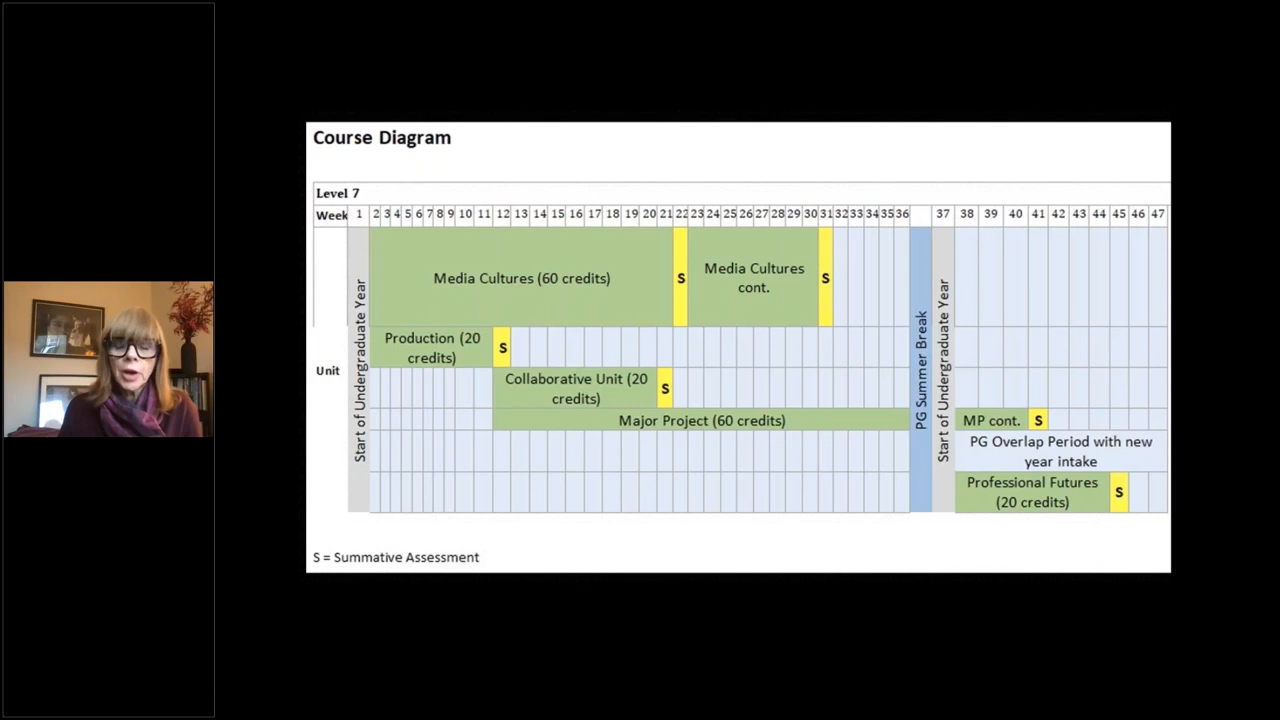 Course Diagram
Level 7
Week 1 2 3 4 5 6 7 8 9 10 11 12 13 14 15 16 17 18 19 20 21 22 23 24 25 26 27 28 29 30 31 32 33 34 35 36 37 38 39 40 41 42 43 44 45 46 47
Unit
Start of Undergraduate Year
Media Cultures (60 credits)
S
Media Cultures
cont.
S
Production (20
credits)
S
Collaborative Unit (20
credits)
S
Major Project (60 credits)
PG Summer Break
Start of Undergraduate Year
MP cont.
S
PG Overlap Period with new
year intake
Professional Futures
(20 credits)
S
S = Summative Assessment